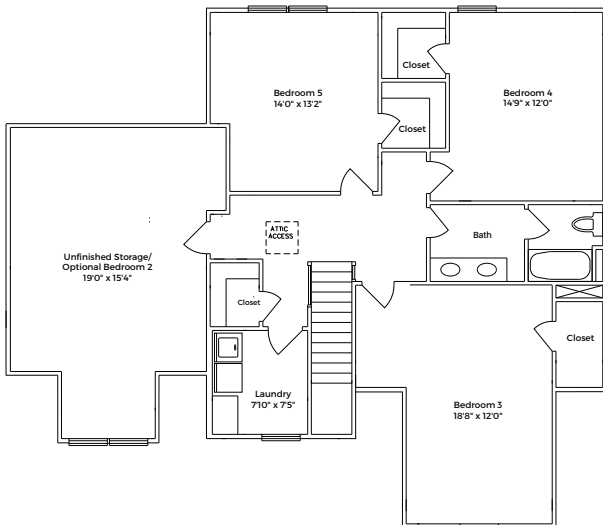 Closet
Bedroom 5
14'0" x 13'2"
Bedroom 4
14'9" x 12'0"
Closet
ATTIC
ACCESS
Bath
Unfinished Storage/
Optional Bedroom 2
19'0" x 15'4"
Closet
Closet
Laundry
7'10" x 7'5"
Bedroom 3
18'8" x 12'0"